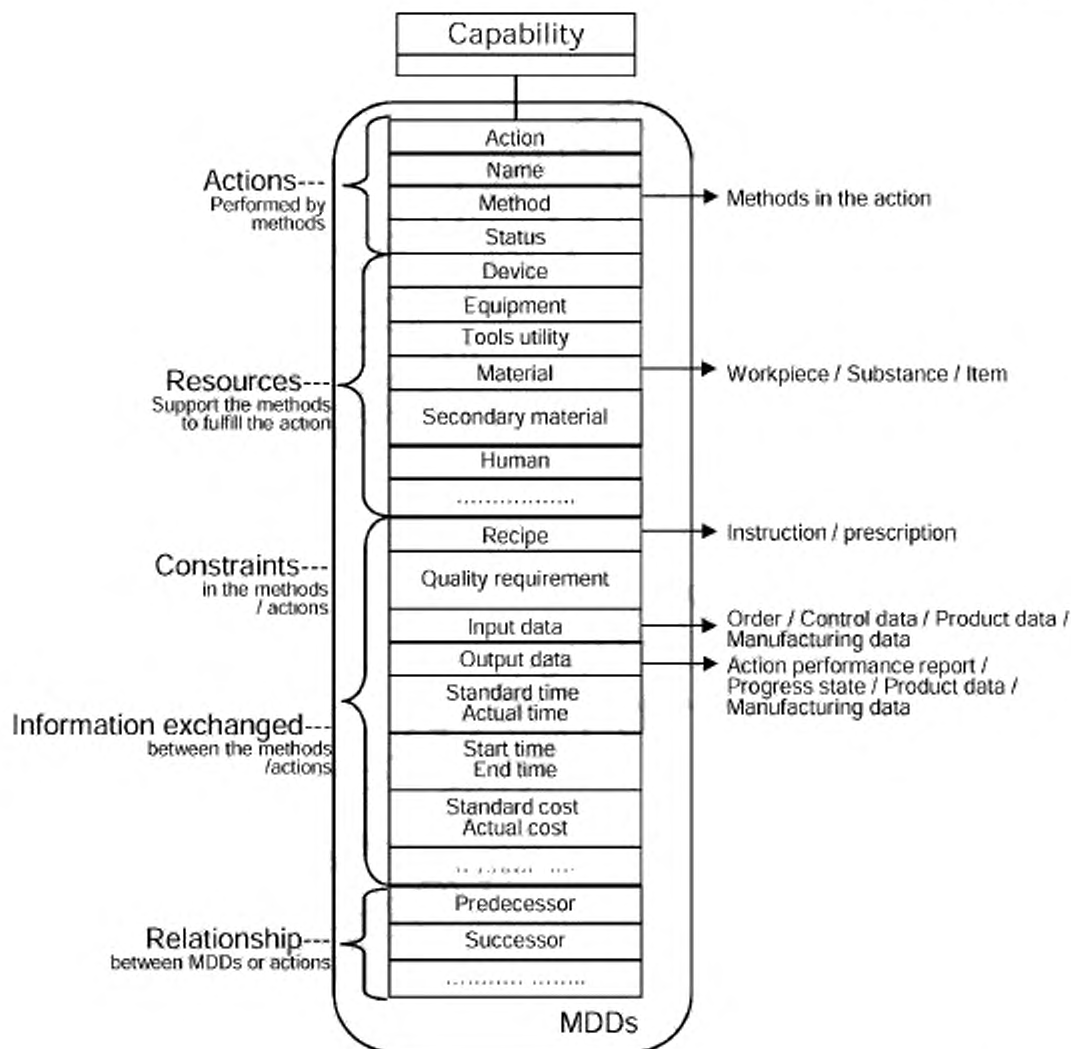 Capability
Actions---
Performed by
methods
Resources---
Support the methods
to fulfill the action
Constraints---
in the methods
/ actions
Information exchanged---
between the methods
/actions
Relationship---
between MDDs or actions
Action
Name
Method
Status
Device
Equipment
Tools utility
Material
Secondary material
Human
..................
Recipe
Quality requirement
Input data
Output data
Standard time
Actual time
Start time
End time
Standard cost
Actual cost
Predecessor
Successor
MDDs
Methods in the action
Workpiece / Substance / Item
Instruction / prescription
Order / Control data / Product data /
Manufacturing data
Action performance report /
Progress state / Product data /
Manufacturing data